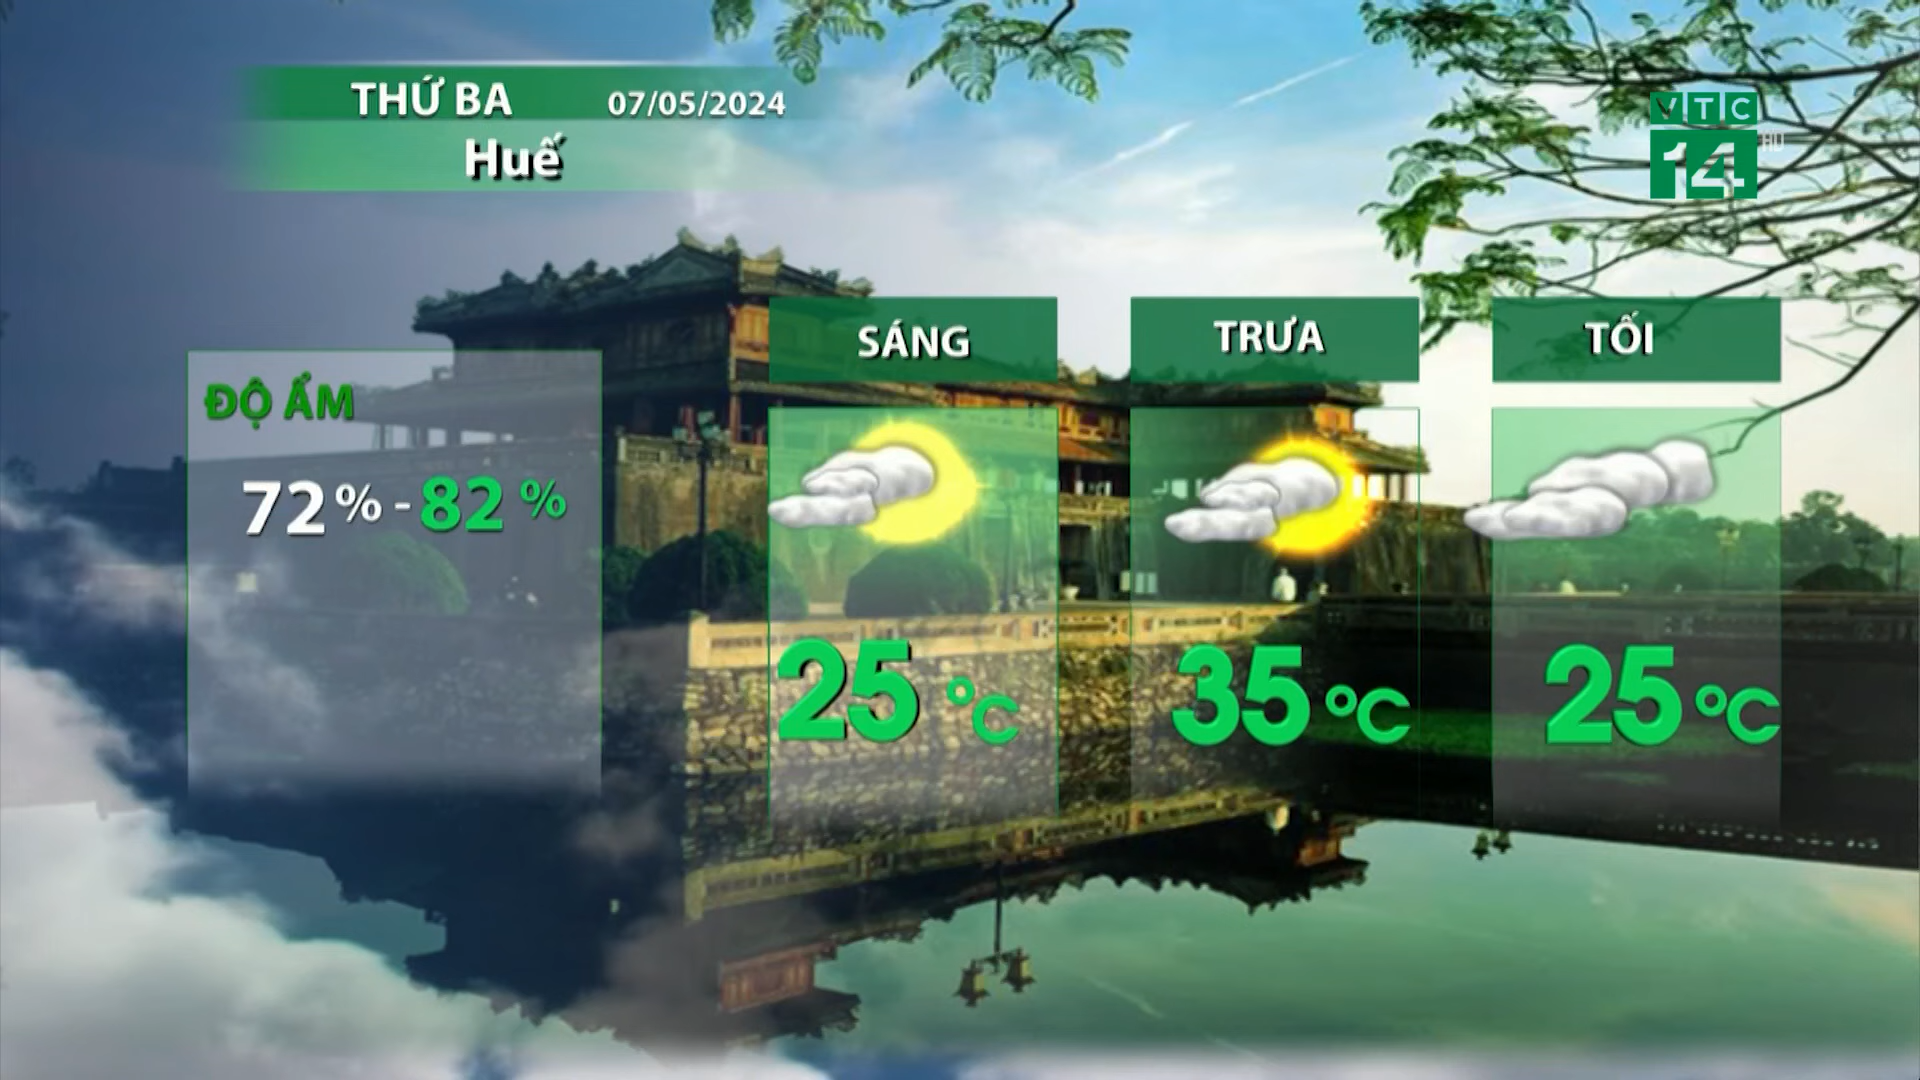 THỨ BA 07/05/2024
Huế
VTC
14 HD
ĐỘ ẨM
72% - 82%
SÁNG
TRƯA
TỐI
25 °C
35 °C
25 °C